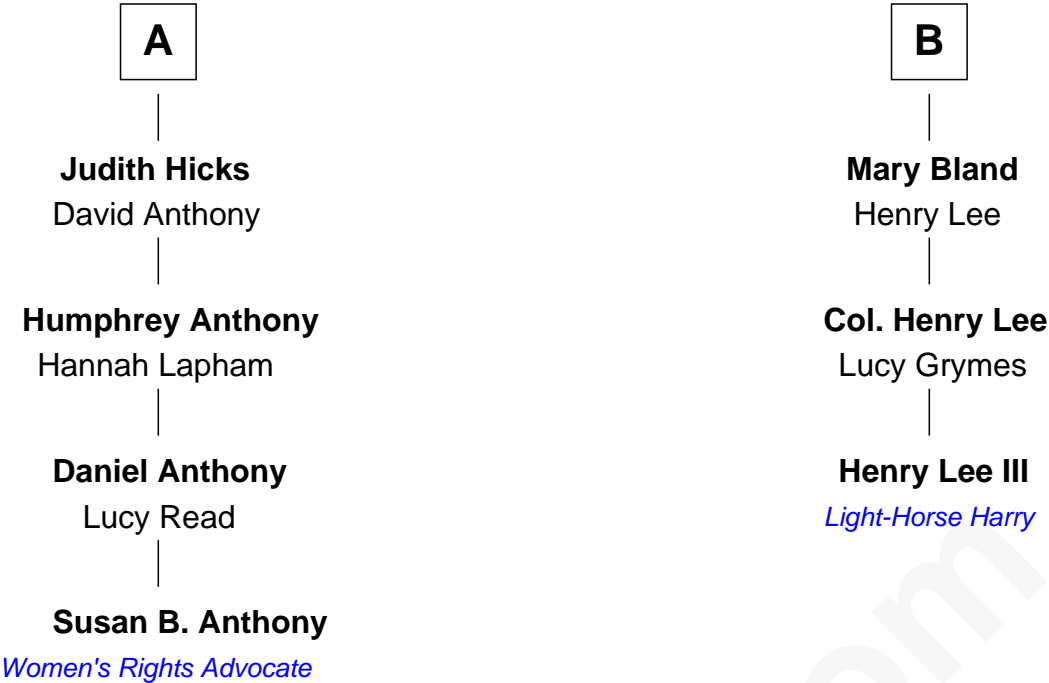 A
Judith Hicks
David Anthony
Humphrey Anthony
Hannah Lapham
Daniel Anthony
Lucy Read
Susan B. Anthony
Women's Rights Advocate
B
Mary Bland
Henry Lee
Col. Henry Lee
Lucy Grymes
Henry Lee III
Light-Horse Harry
om